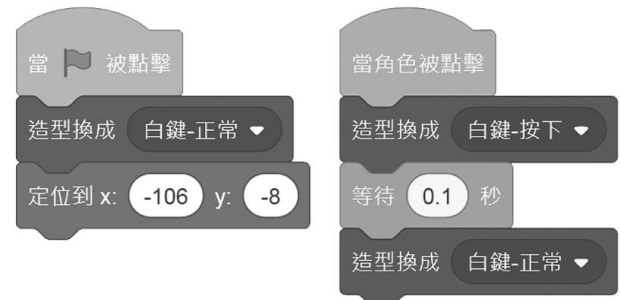 當 被點擊
造型換成 白鍵-正常
定位到 x: -106 y: -8
當角色被點擊
造型換成 白鍵-按下
等待 0.1 秒
造型換成 白鍵-正常